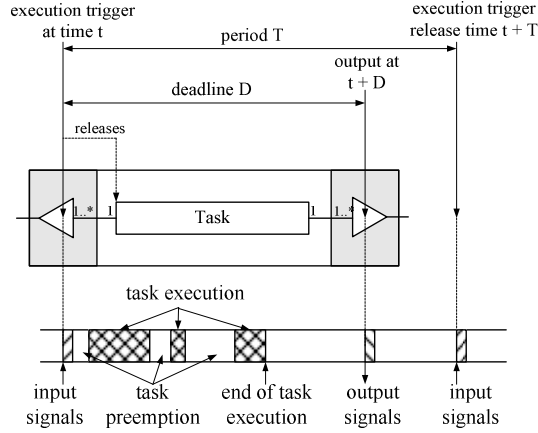 execution trigger
at time t
execution trigger
release time t + T
period T
output at
t + D
deadline D
releases
1..*
1
Task
1
1..*
task execution
input
signals
task
preemption
end of task
execution
output
signals
input
signals